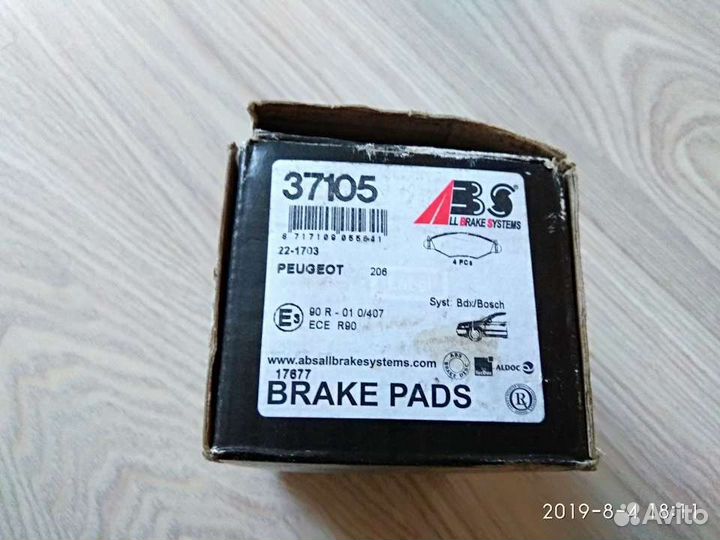 37105
ABS
ALL BRAKE SYSTEMS
8 717109 055641
22-1703
4 PCs
PEUGEOT 206
Syst: Bdx/Bosch
E3
90 R - 01 0/407
ECE R90
www.absallbrakesystems.com
17677
ALDOC
BRAKE PADS
R
2019-8-4 18:11
Avito